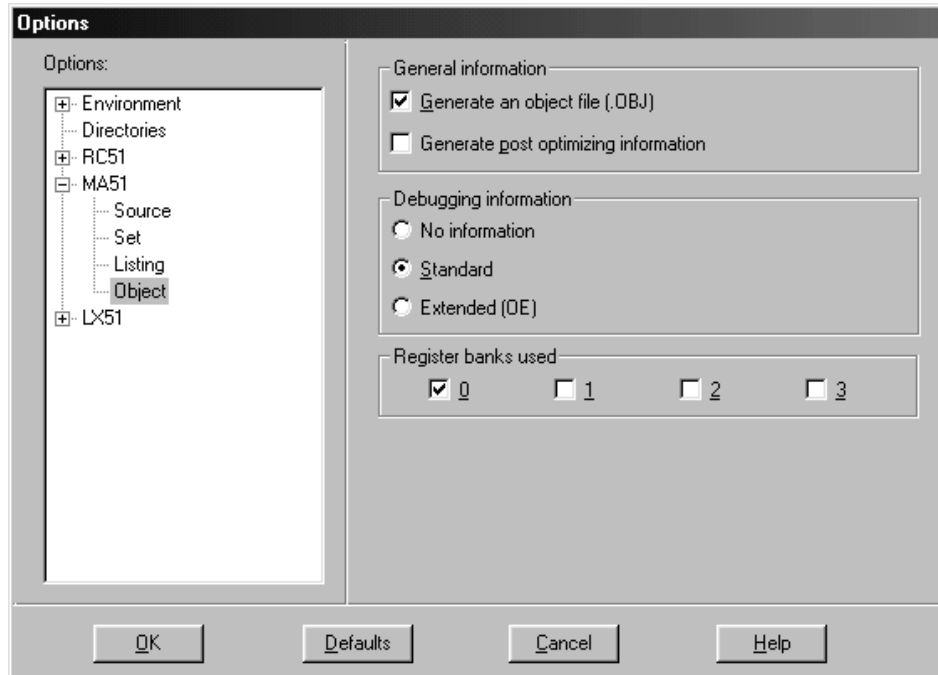 Options
Options:
Environment
Directories
RC51
MA51
Source
Set
Listing
Object
LX51
General information
Generate an object file (.OBJ)
Generate post optimizing information
Debugging information
No information
Standard
Extended (OE)
Register banks used
0 1 2 3
OK Defaults Cancel Help